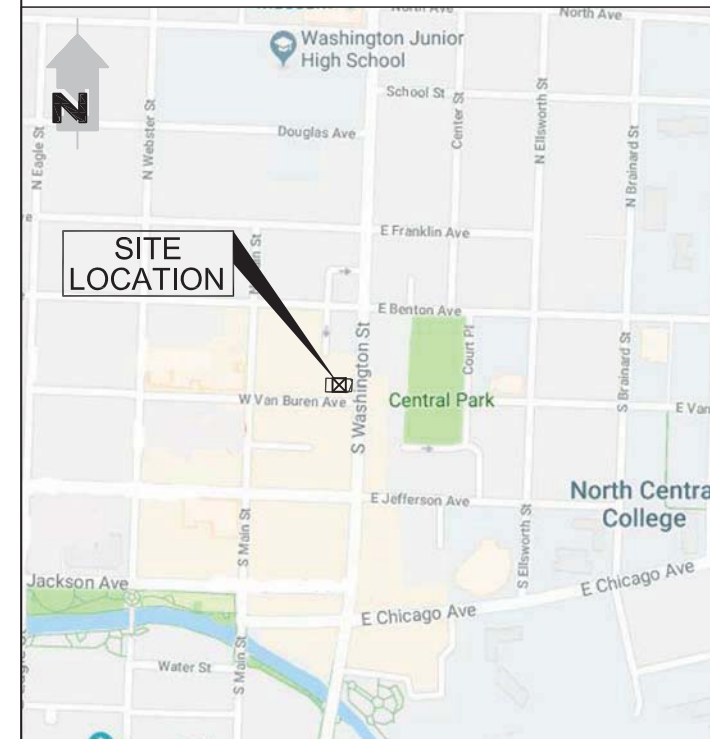 North Ave
Washington Junior
High School
School St
Douglas Ave
N
N Eagle St
N Webster St
Center St
N Ellsworth St
N Brainard St
E Franklin Ave
SITE
LOCATION
E Benton Ave
S Washington St
Court Pl
S Brainard St
W Van Buren Ave
Central Park
E Van
E Jefferson Ave
North Centra
College
S Main St
S Ellsworth St
Jackson Ave
E Chicago Ave
E Chicago Ave
Water St
S Main St